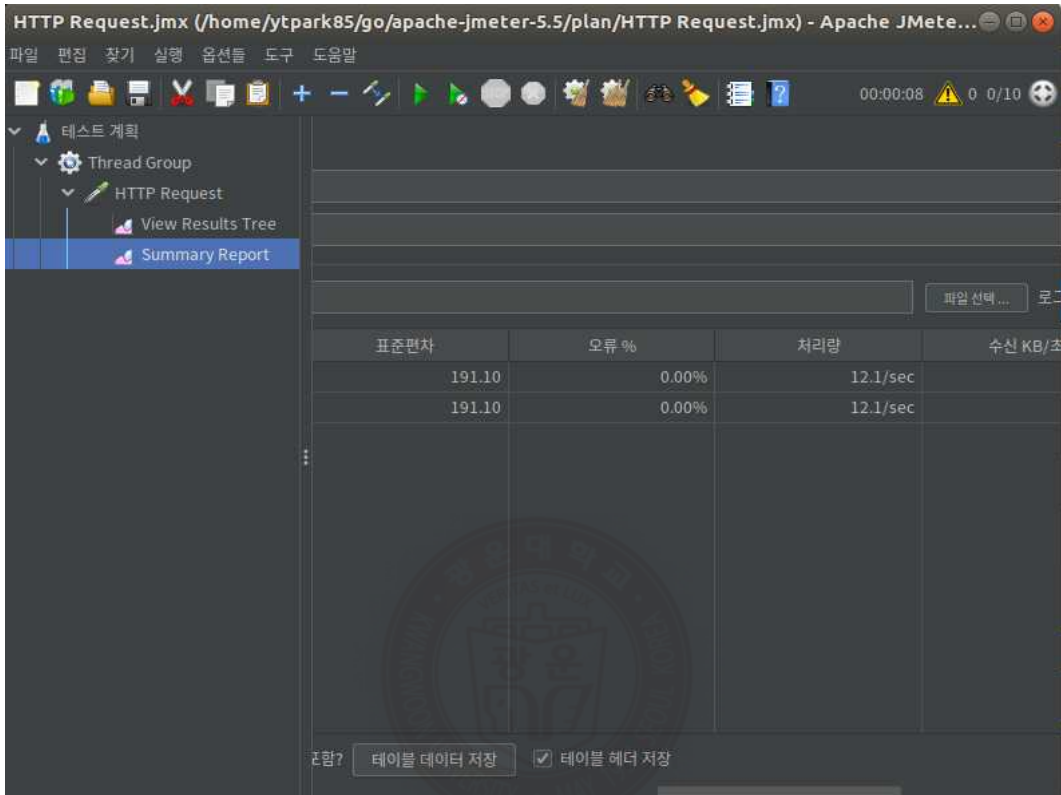 HTTP Request.jmx (/home/ytpark85/go/apache-jmeter-5.5/plan/HTTP Request.jmx) - Apache JMete...
파일 편집 찾기 실행 옵션들 도구 도움말
00:00:08 0 0/10
테스트 계획
Thread Group
HTTP Request
View Results Tree
Summary Report
파일 선택... 로그
표준편차 오류 % 처리량 수신 KB/초
191.10 0.00% 12.1/sec
191.10 0.00% 12.1/sec
포함? 테이블 데이터 저장 테이블 헤더 저장